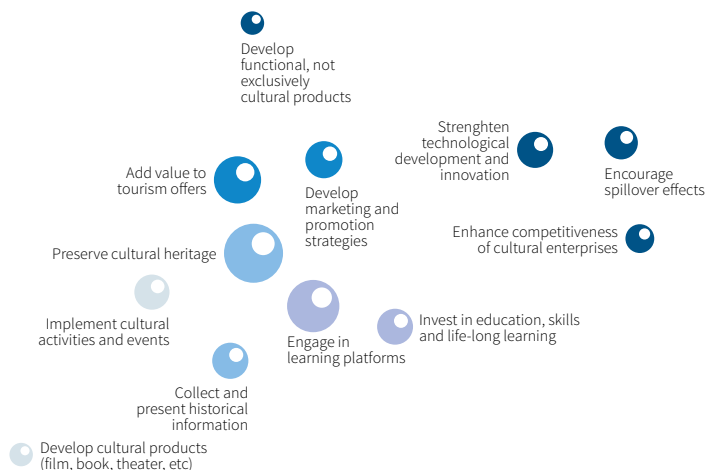 Develop
functional, not
exclusively
cultural products
Strenghten
technological
development and
innovation
Encourage
spillover effects
Add value to
tourism offers
Develop
marketing and
promotion
strategies
Enhance competitiveness
of cultural enterprises
Preserve cultural heritage
Implement cultural
activities and events
Engage in
learning platforms
Invest in education, skills
and life-long learning
Collect and
present historical
information
Develop cultural products
(film, book, theater, etc)